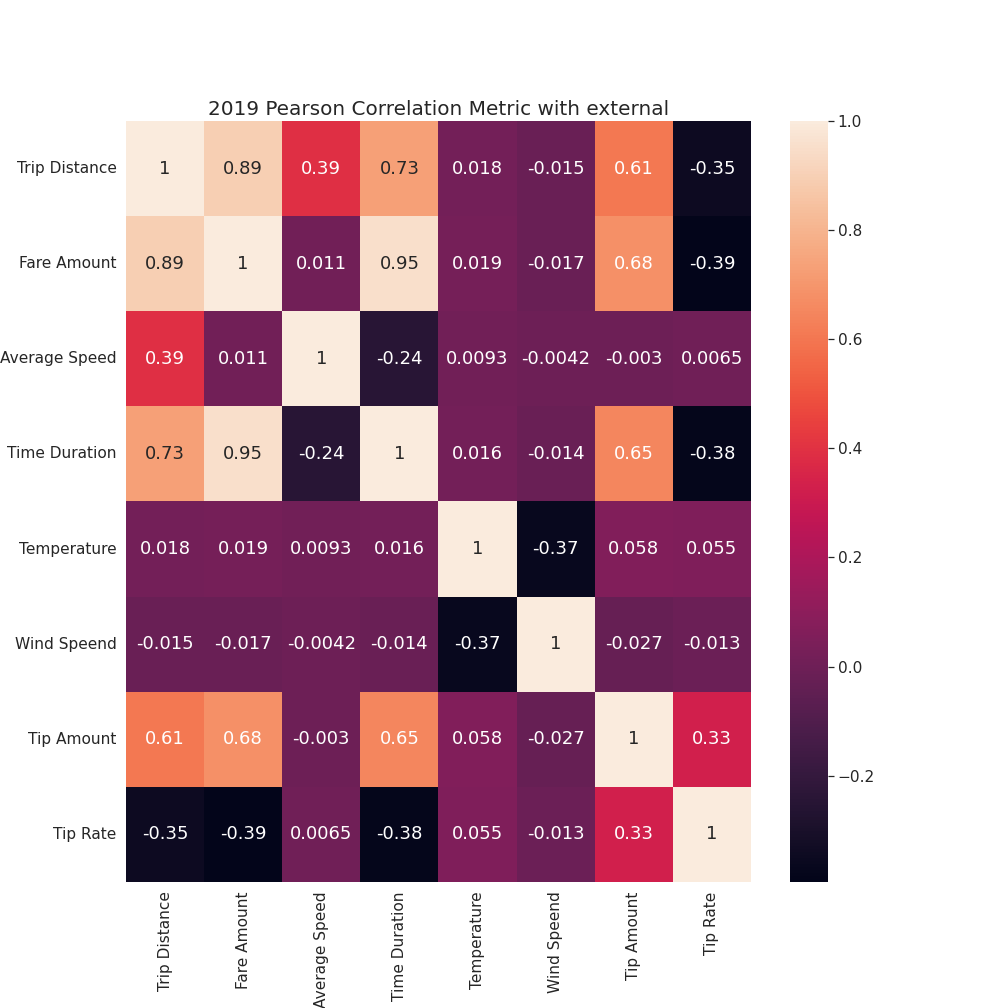 2019 Pearson Correlation Metric with external
Trip Distance 1 0.89 0.39 0.73 0.018 -0.015 0.61 -0.35
Fare Amount 0.89 1 0.011 0.95 0.019 -0.017 0.68 -0.39
Average Speed 0.39 0.011 1 -0.24 0.0093 -0.0042 -0.003 0.0065
Time Duration 0.73 0.95 -0.24 1 0.016 -0.014 0.65 -0.38
Temperature 0.018 0.019 0.0093 0.016 1 -0.37 0.058 0.055
Wind Speend -0.015 -0.017 -0.0042 -0.014 -0.37 1 -0.027 -0.013
Tip Amount 0.61 0.68 -0.003 0.65 0.058 -0.027 1 0.33
Tip Rate -0.35 -0.39 0.0065 -0.38 0.055 -0.013 0.33 1
Trip Distance
Fare Amount
Average Speed
Time Duration
Temperature
Wind Speend
Tip Amount
Tip Rate
1.0
0.8
0.6
0.4
0.2
0.0
−0.2